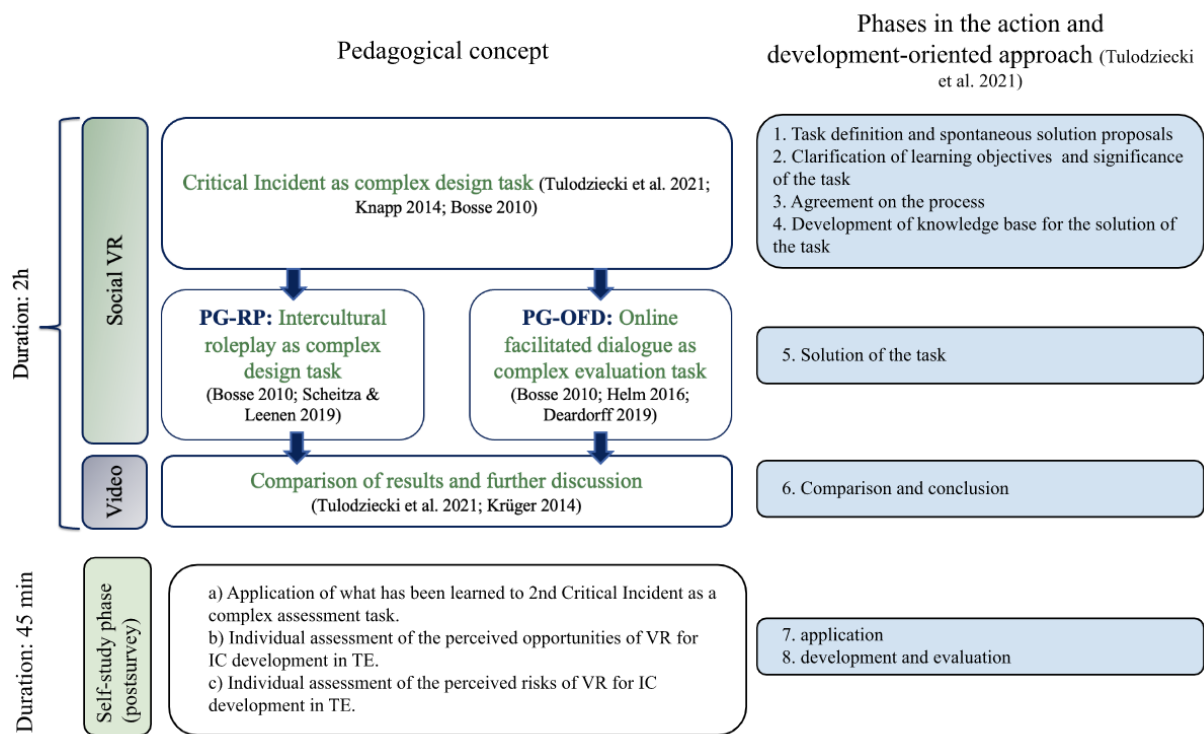 Pedagogical concept
Phases in the action and
development-oriented approach (Tulodziecki
et al. 2021)
Duration: 2h
Social VR
Critical Incident as complex design task (Tulodziecki et al. 2021;
Knapp 2014; Bosse 2010)
1. Task definition and spontaneous solution proposals
2. Clarification of learning objectives and significance
of the task
3. Agreement on the process
4. Development of knowledge base for the solution of
the task
PG-RP: Intercultural
roleplay as complex
design task
(Bosse 2010; Scheitza &
Leenen 2019)
PG-OFD: Online
facilitated dialogue as
complex evaluation task
(Bosse 2010; Helm 2016;
Deardorff 2019)
5. Solution of the task
Video
Comparison of results and further discussion
(Tulodziecki et al. 2021; Krüger 2014)
6. Comparison and conclusion
Duration: 45 min
Self-study phase
(postsurvey)
a) Application of what has been learned to 2nd Critical Incident as a
complex assessment task.
b) Individual assessment of the perceived opportunities of VR for
IC development in TE.
c) Individual assessment of the perceived risks of VR for IC
development in TE.
7. application
8. development and evaluation